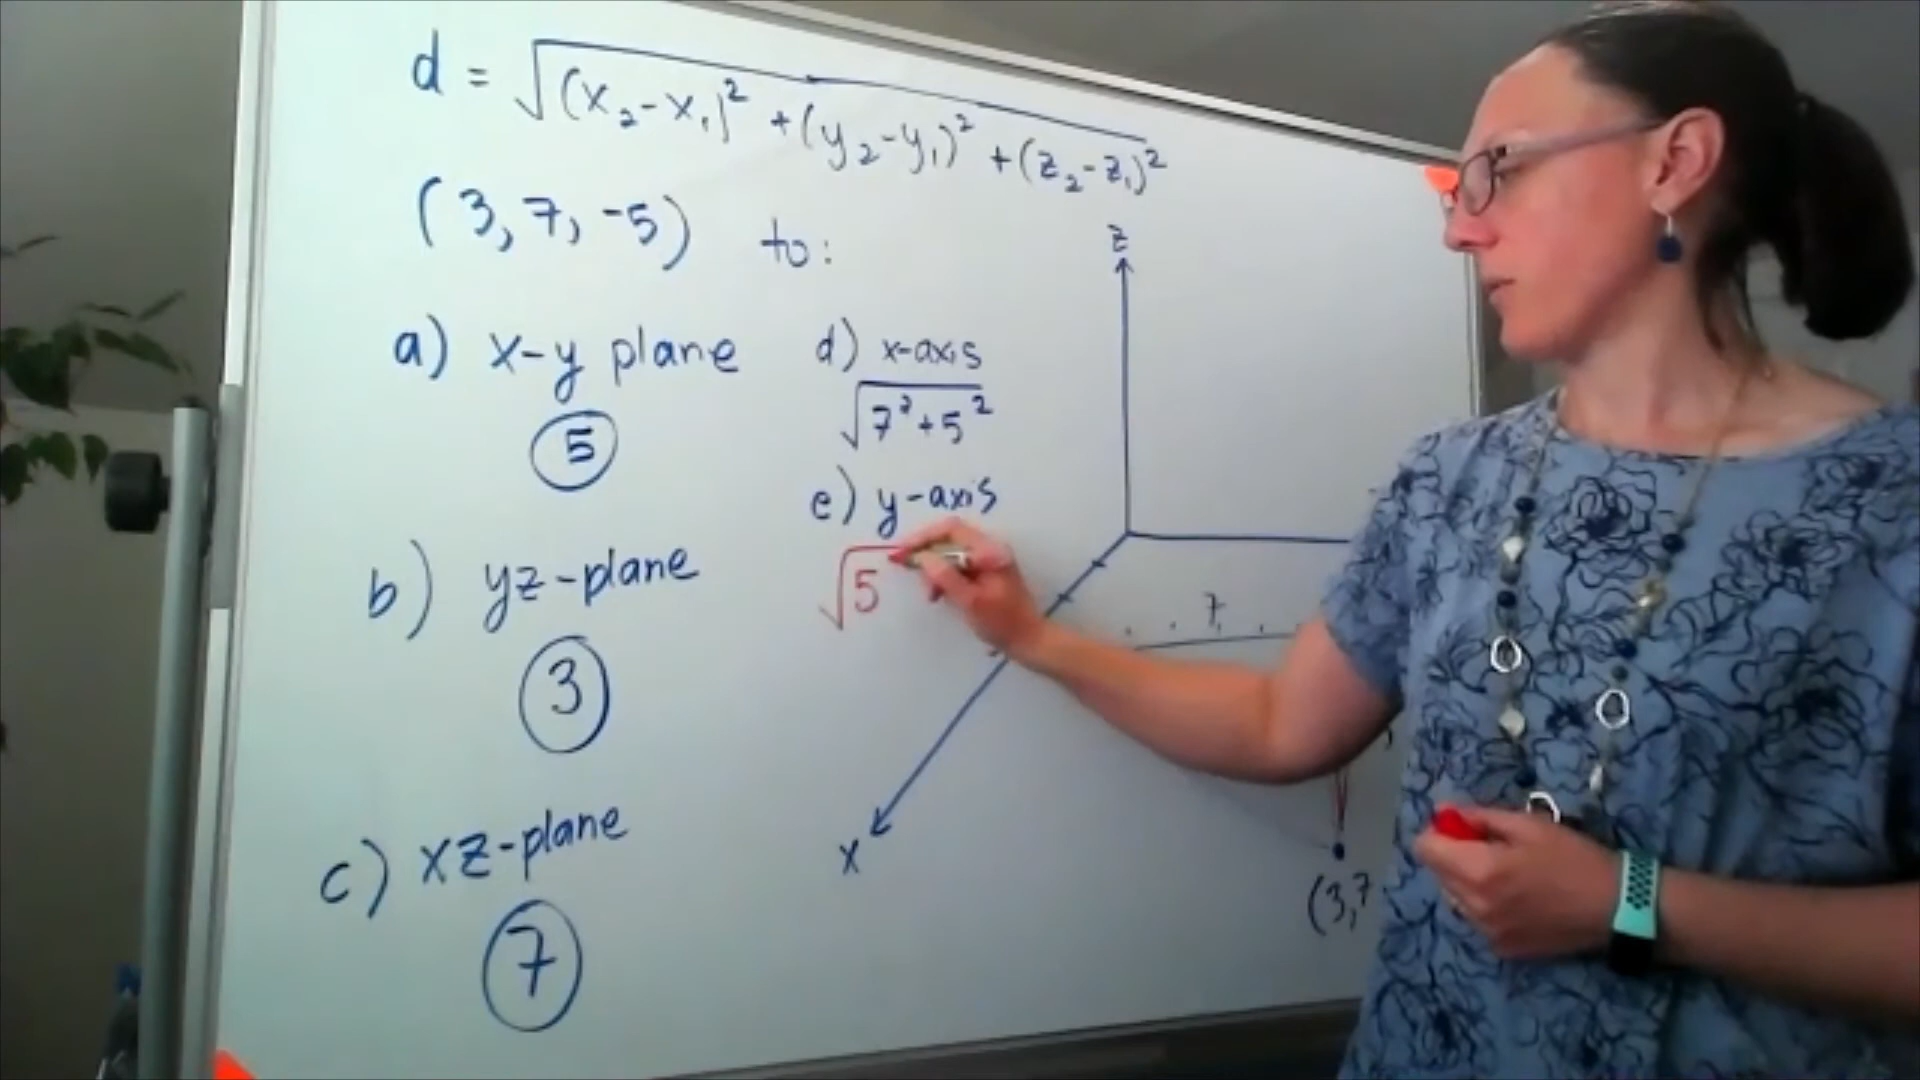 d = √(x₂-x₁)² + (y₂-y₁)² + (z₂-z₁)²
(3, 7, -5) to:
a) x-y plane
5
b) yz-plane
3
c) xz-plane
7
d) x-axis
√7²+5²
e) y-axis
√5
z
7
x
(3,7